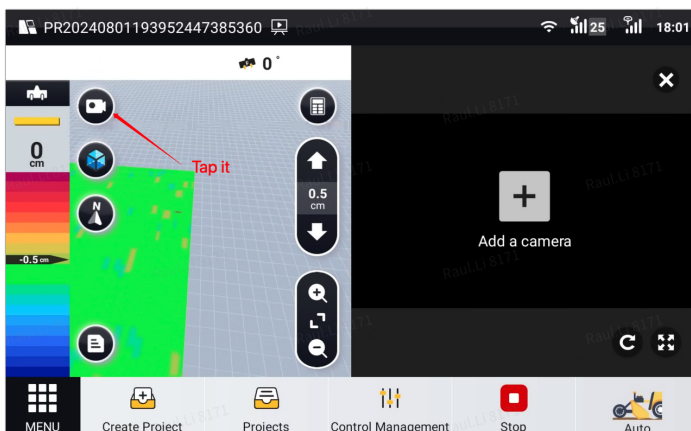 PR20240801193952447385360
25
18:01
0°
0
cm
Tap it
N
0.5
cm
-0.5 cm
Add a camera
RaulLi8171
MENU
Create Project
Projects
Control Management
Stop
Auto